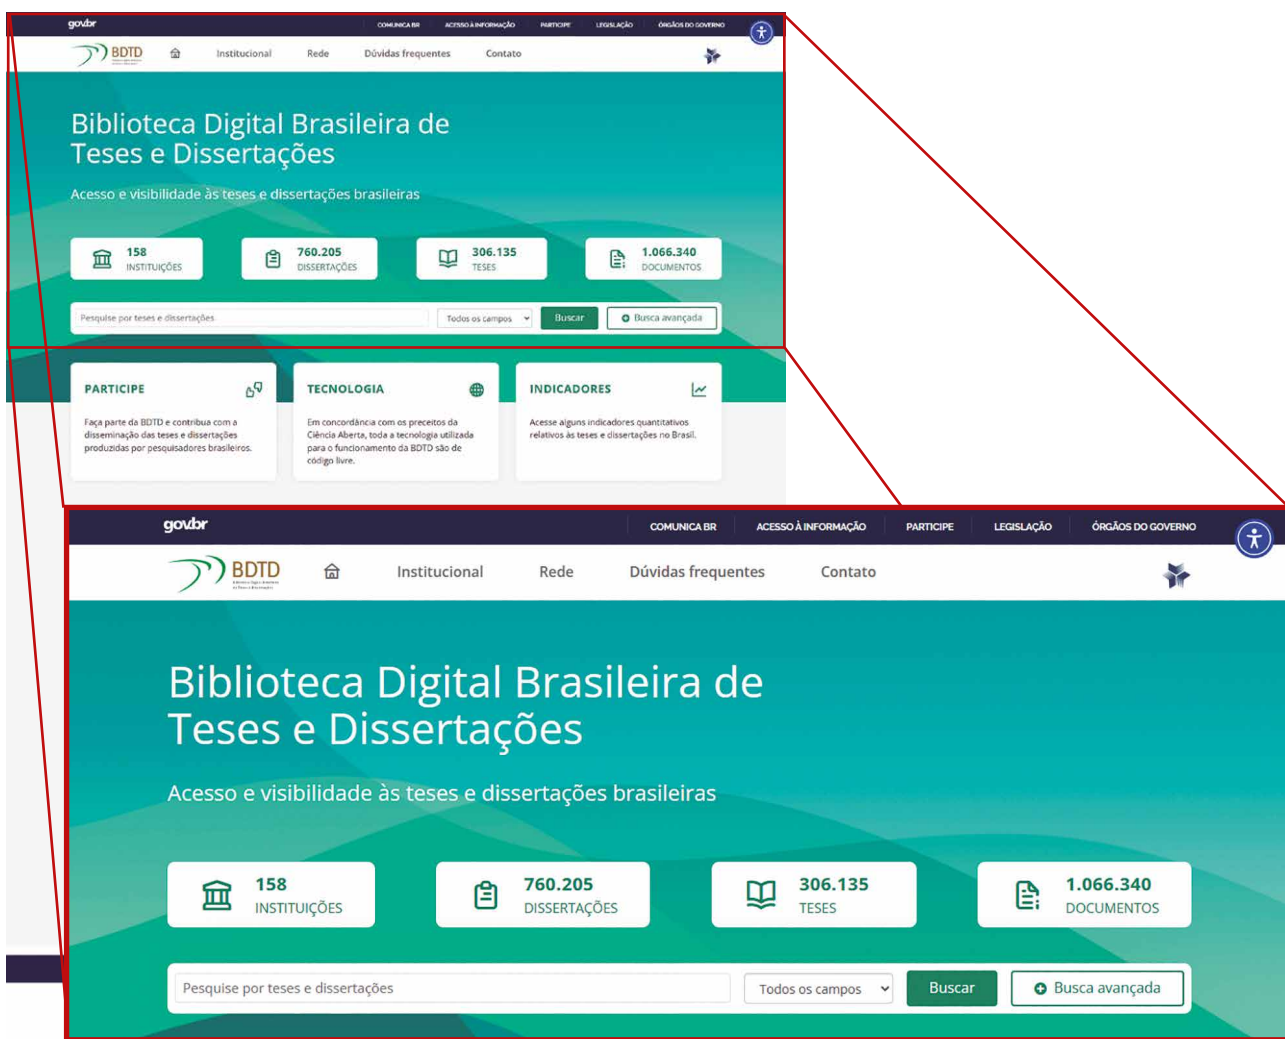 gov.br
COMUNICA BR ACESSO À INFORMAÇÃO PARTICIPE LEGISLAÇÃO ÓRGÃOS DO GOVERNO
BDTD Institucional Rede Dúvidas frequentes Contato
Biblioteca Digital Brasileira de
Teses e Dissertações
Acesso e visibilidade às teses e dissertações brasileiras
158 760.205 306.135 1.066.340
INSTITUIÇÕES DISSERTAÇÕES TESES DOCUMENTOS
Pesquise por teses e dissertações Todos os campos Buscar Busca avançada
PARTICIPE
Faça parte da BDTD e contribua com a
disseminação das teses e dissertações
produzidas por pesquisadores brasileiros.
TECNOLOGIA
Em concordância com os preceitos da
Ciência Aberta, toda a tecnologia utilizada
para o funcionamento da BDTD são de
código livre.
INDICADORES
Acesse alguns indicadores quantitativos
relativos às teses e dissertações no Brasil.
gov.br
COMUNICA BR ACESSO À INFORMAÇÃO PARTICIPE LEGISLAÇÃO ÓRGÃOS DO GOVERNO
BDTD Institucional Rede Dúvidas frequentes Contato
Biblioteca Digital Brasileira de
Teses e Dissertações
Acesso e visibilidade às teses e dissertações brasileiras
158 760.205 306.135 1.066.340
INSTITUIÇÕES DISSERTAÇÕES TESES DOCUMENTOS
Pesquise por teses e dissertações Todos os campos Buscar Busca avançada